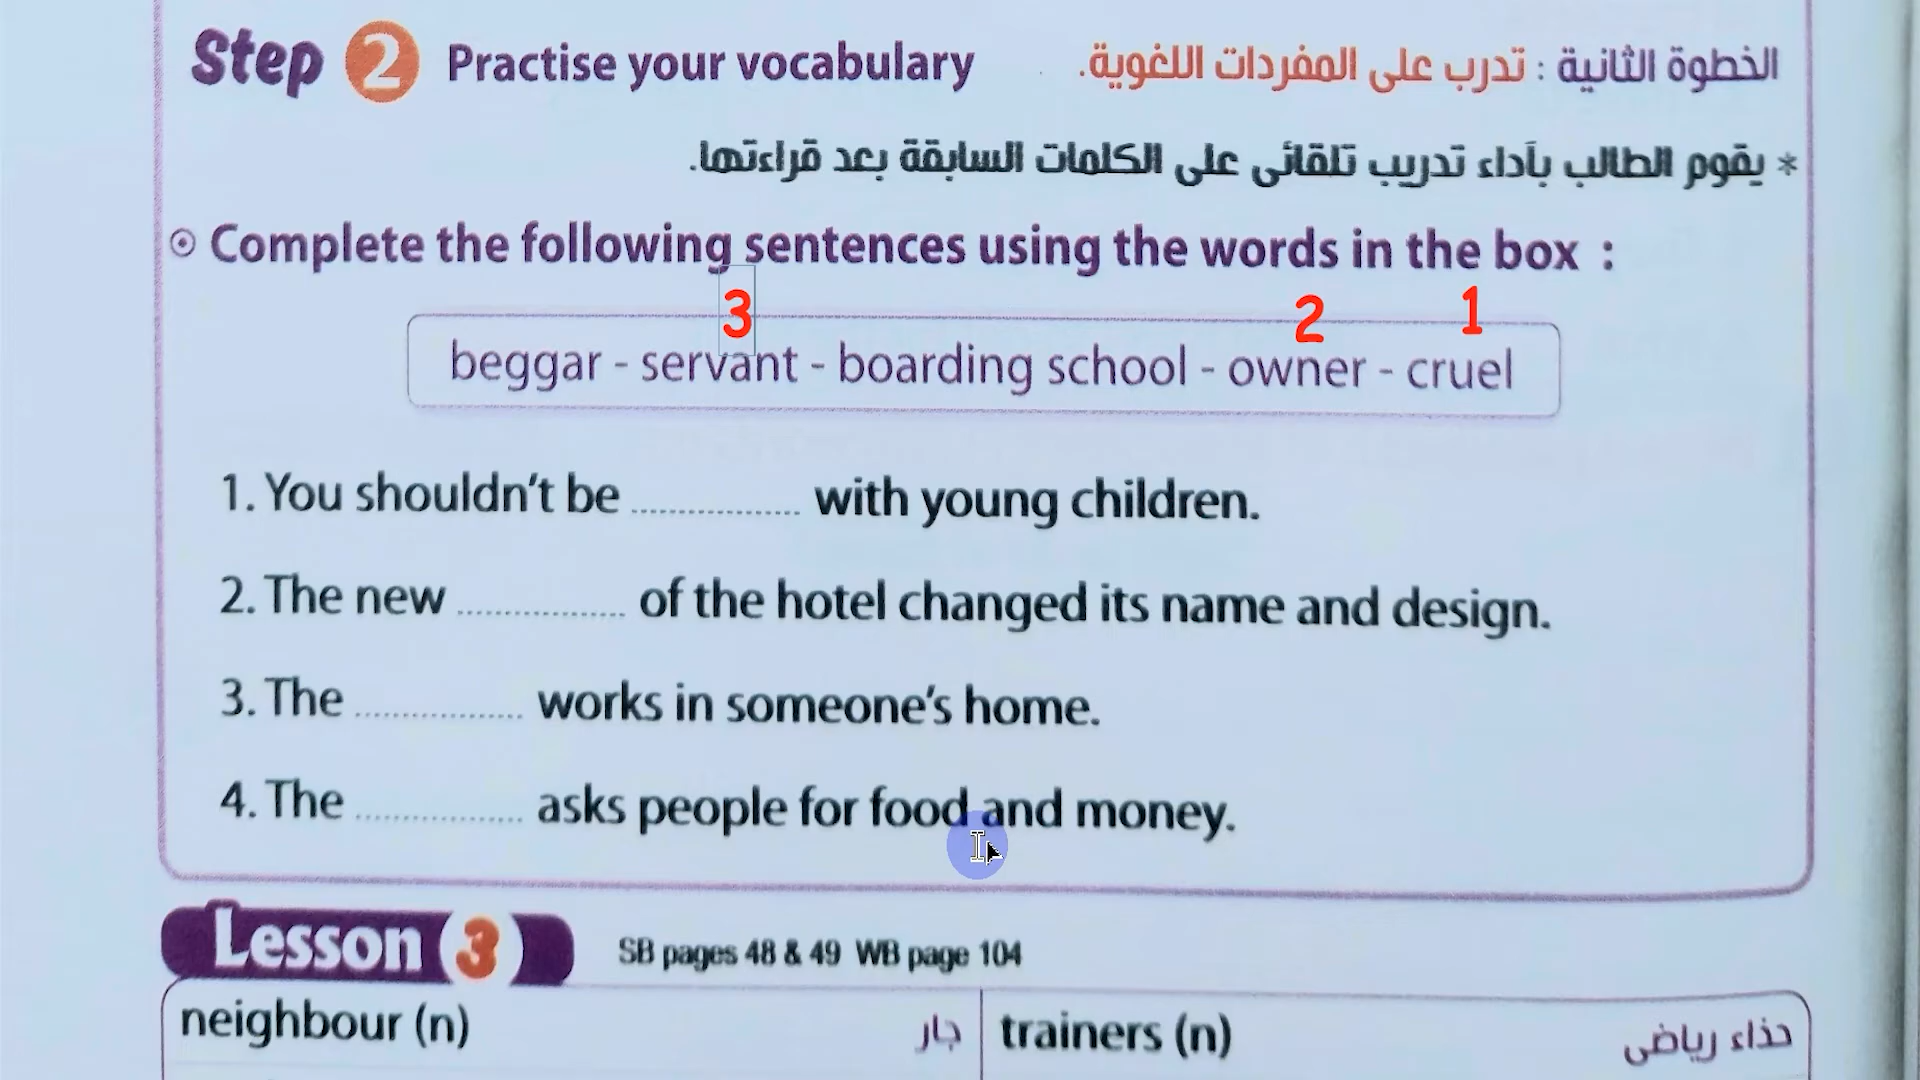 Step 2 Practise your vocabulary الخطوة الثانية : تدرب على المفردات اللغوية.
* يقوم الطالب بأداء تدريب تلقائى على الكلمات السابقة بعد قراءتها.
Complete the following sentences using the words in the box :
3 2 1
beggar - servant - boarding school - owner - cruel
1. You shouldn't be ................. with young children.
2. The new ................. of the hotel changed its name and design.
3. The ................. works in someone's home.
4. The ................. asks people for food and money.
Lesson (3) SB pages 48 & 49 WB page 104
neighbour (n) جار trainers (n) حذاء رياضى